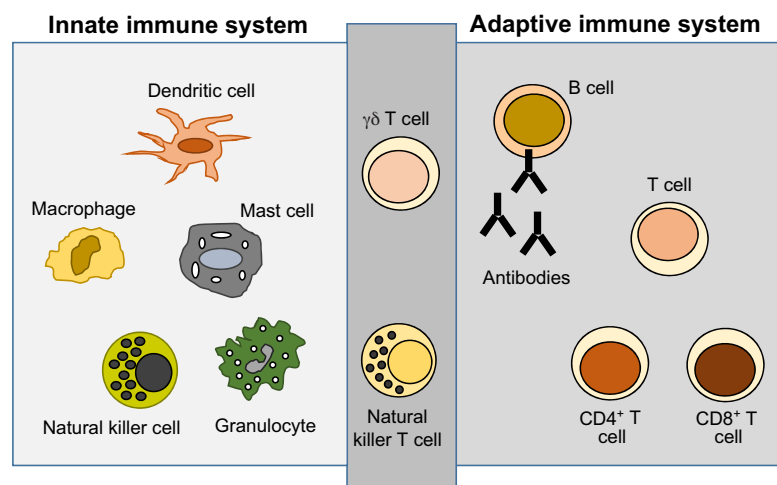 Innate immune system
Adaptive immune system
Dendritic cell
γδ T cell
B cell
Macrophage
Mast cell
T cell
Antibodies
Natural killer cell
Granulocyte
Natural
killer T cell
CD4⁺ T
cell
CD8⁺ T
cell